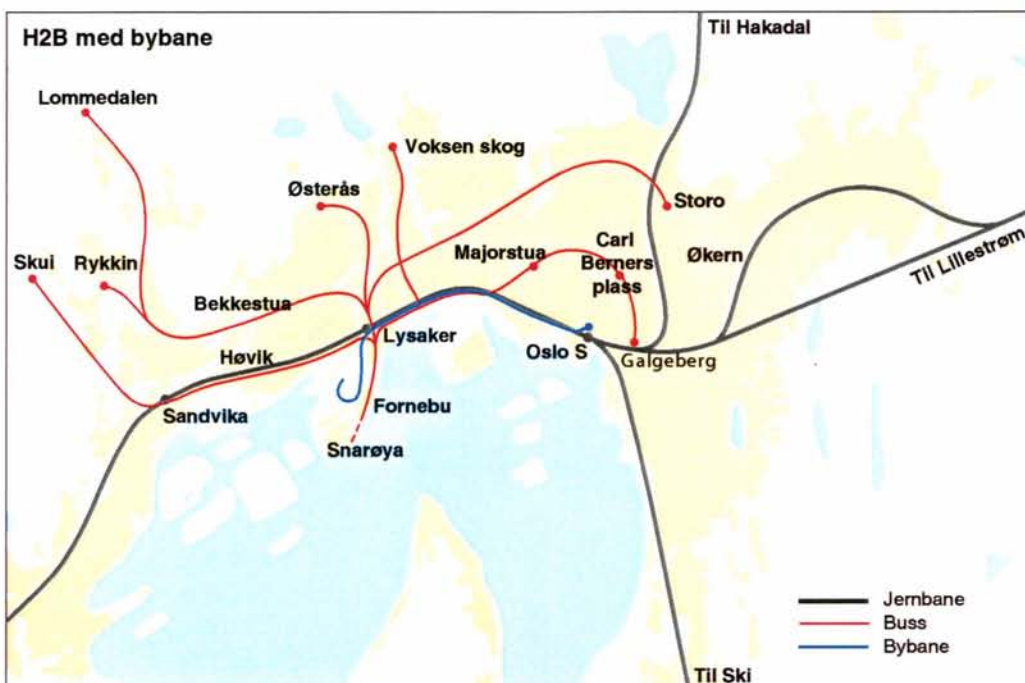 H2B med bybane
Til Hakadal
Lommedalen
Voksen skog
Østerås
Storo
Skui
Rykkin
Majorstua
Carl
Berners
plass
Økern
Til Lillestrøm
Bekkestua
Høvik
Lysaker
Oslo S
Galgeberg
Sandvika
Fornebu
Snarøya
Jernbane
Buss
Bybane
Til Ski